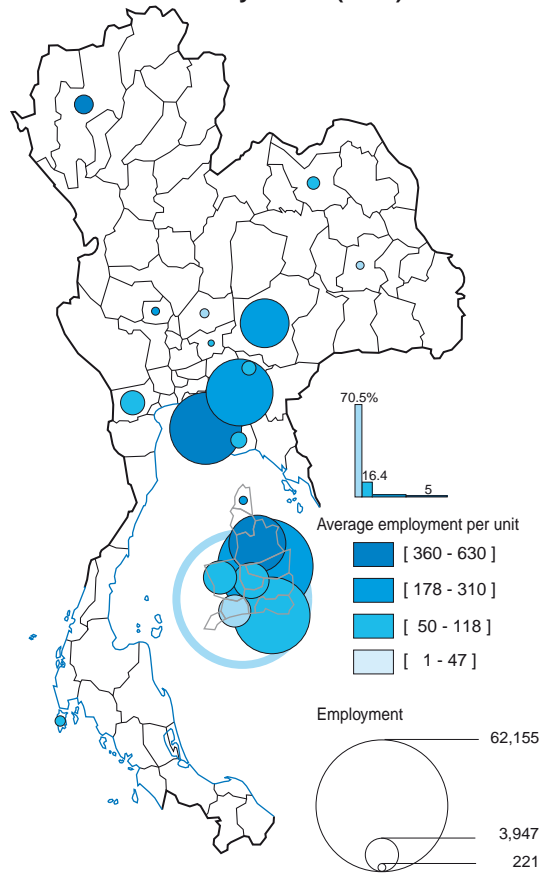 70.5%
16.4
5
Average employment per unit
[ 360 - 630 ]
[ 178 - 310 ]
[ 50 - 118 ]
[ 1 - 47 ]
Employment
62,155
3,947
221